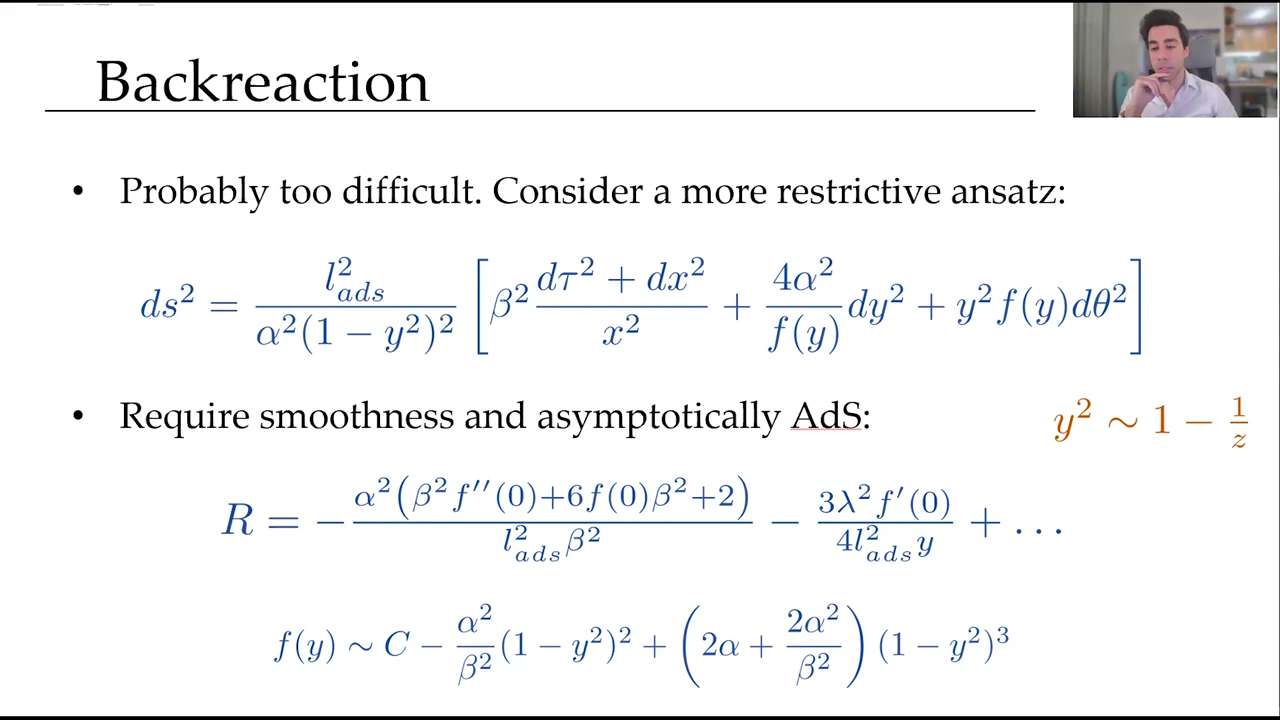 Backreaction
• Probably too difficult. Consider a more restrictive ansatz:
$ds^2 = \frac{l_{ads}^2}{\alpha^2(1-y^2)^2}\left[\beta^2\frac{d\tau^2+dx^2}{x^2}+\frac{4\alpha^2}{f(y)}dy^2+y^2f(y)d\theta^2\right]$
• Require smoothness and asymptotically AdS:
$y^2 \sim 1 - \frac{1}{z}$
$R = -\frac{\alpha^2\left(\beta^2 f''(0)+6f(0)\beta^2+2\right)}{l_{ads}^2\beta^2} - \frac{3\lambda^2 f'(0)}{4l_{ads}^2 y} + \ldots$
$f(y) \sim C - \frac{\alpha^2}{\beta^2}(1-y^2)^2 + \left(2\alpha + \frac{2\alpha^2}{\beta^2}\right)(1-y^2)^3$